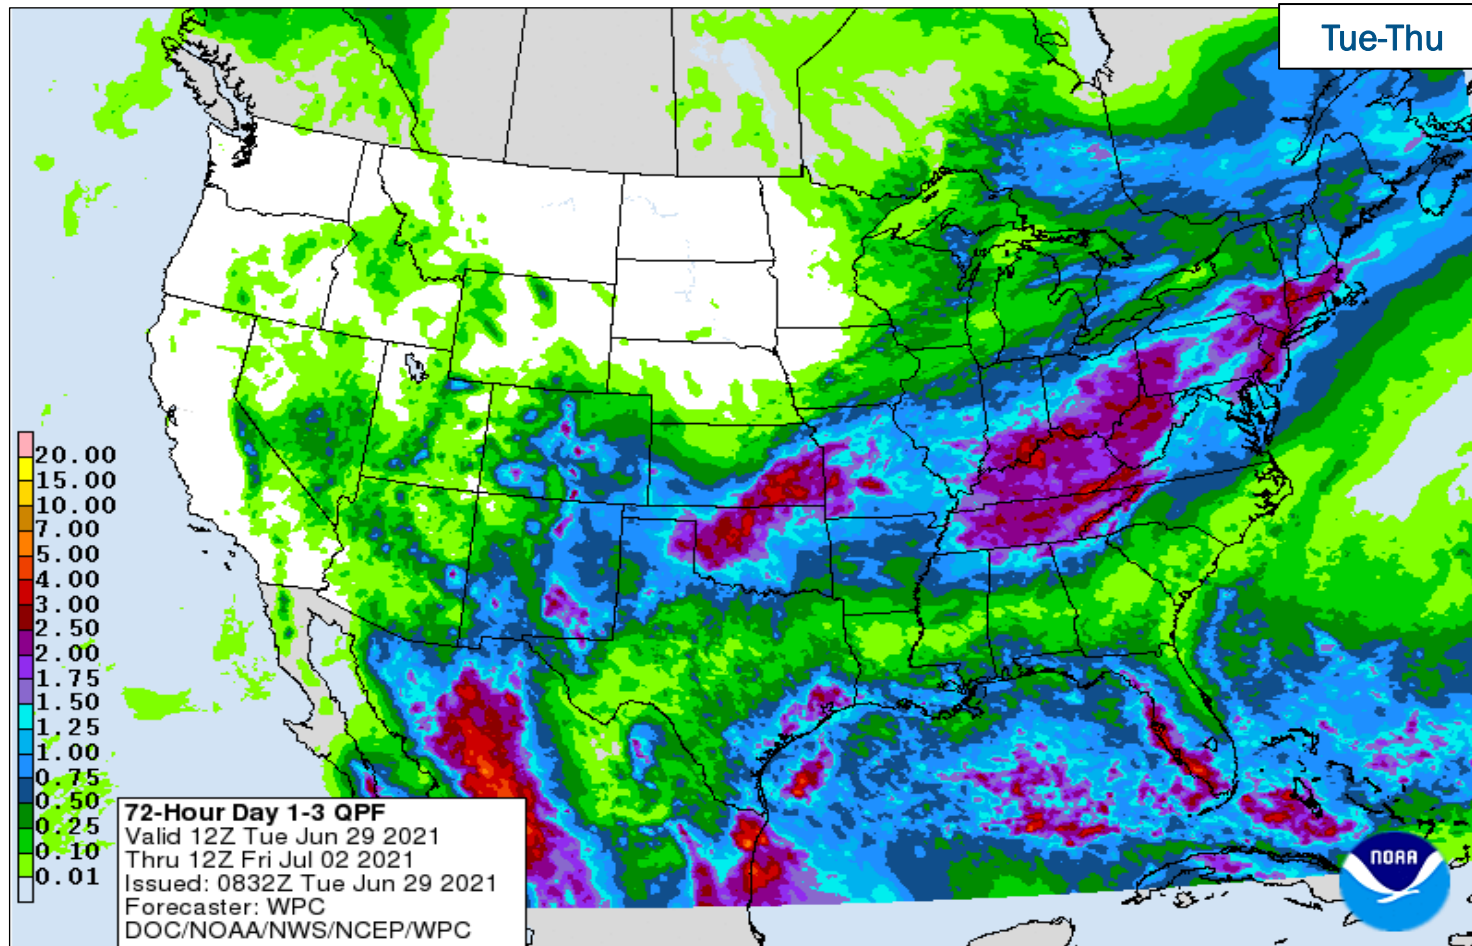 Tue-Thu
20.00
15.00
10.00
7.00
5.00
4.00
3.00
2.50
2.00
1.75
1.50
1.25
1.00
0.75
0.50
0.25
0.10
0.01
72-Hour Day 1-3 QPF
Valid 12Z Tue Jun 29 2021
Thru 12Z Fri Jul 02 2021
Issued: 0832Z Tue Jun 29 2021
Forecaster: WPC
DOC/NOAA/NWS/NCEP/WPC
NOAA